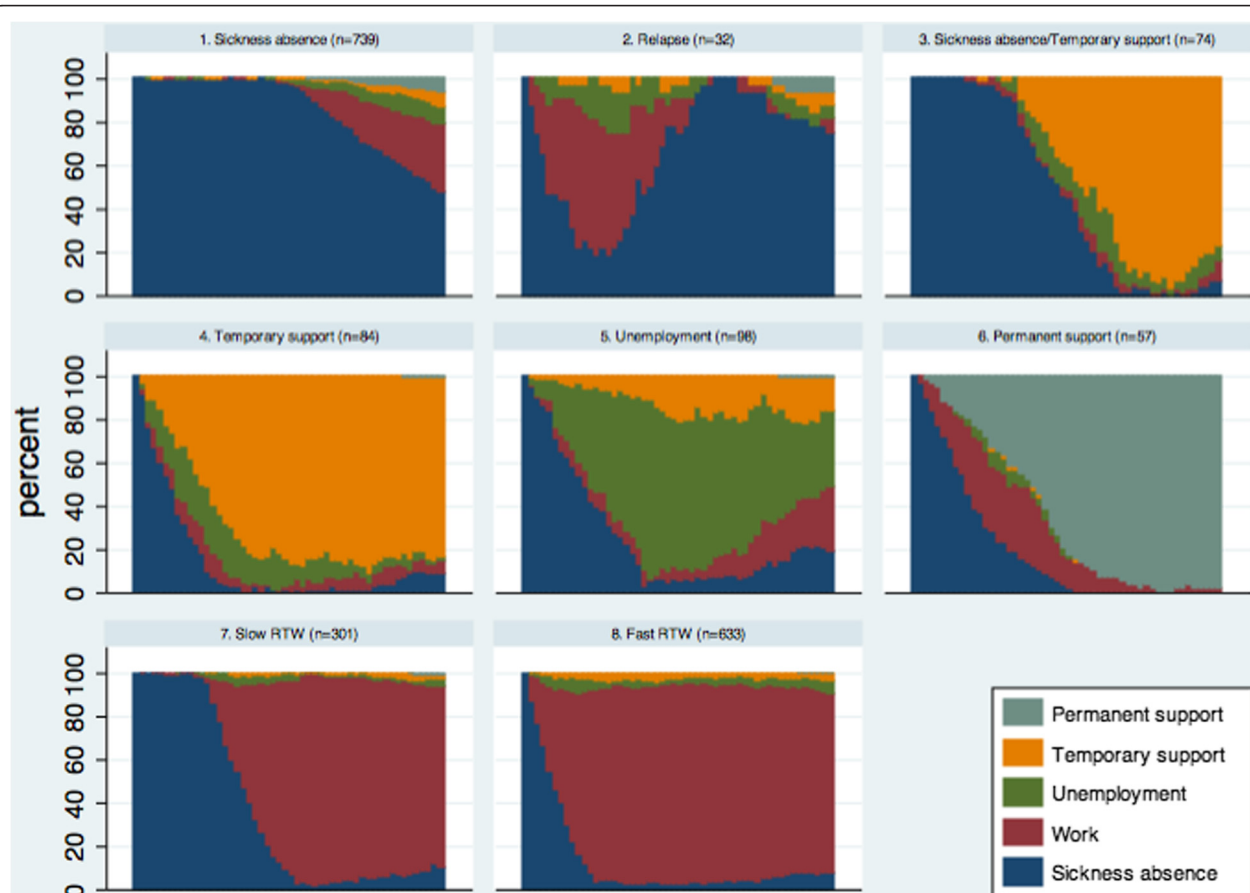 1. Sickness absence (n=739)
2. Relapse (n=32)
3. Sickness absence/Temporary support (n=74)
100
80
60
40
20
0
4. Temporary support (n=84)
5. Unemployment (n=98)
6. Permanent support (n=57)
100
80
60
40
20
0
percent
7. Slow RTW (n=301)
8. Fast RTW (n=633)
100
80
60
40
20
0
Permanent support
Temporary support
Unemployment
Work
Sickness absence